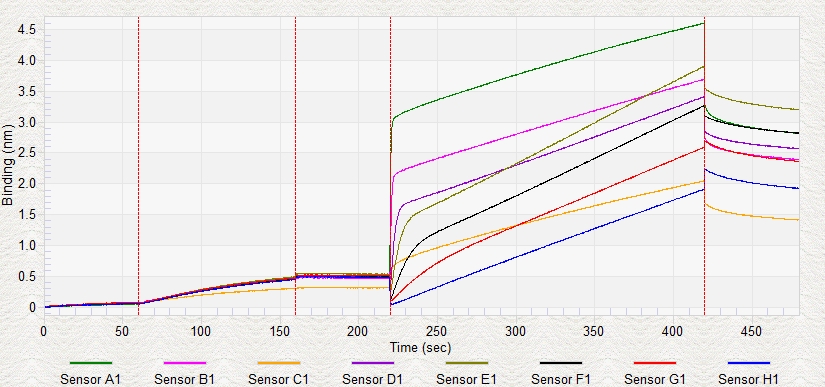 Binding (nm)
4.5
4.0
3.5
3.0
2.5
2.0
1.5
1.0
0.5
0
0 50 100 150 200 250 300 350 400 450
Time (sec)
Sensor A1 Sensor B1 Sensor C1 Sensor D1 Sensor E1 Sensor F1 Sensor G1 Sensor H1